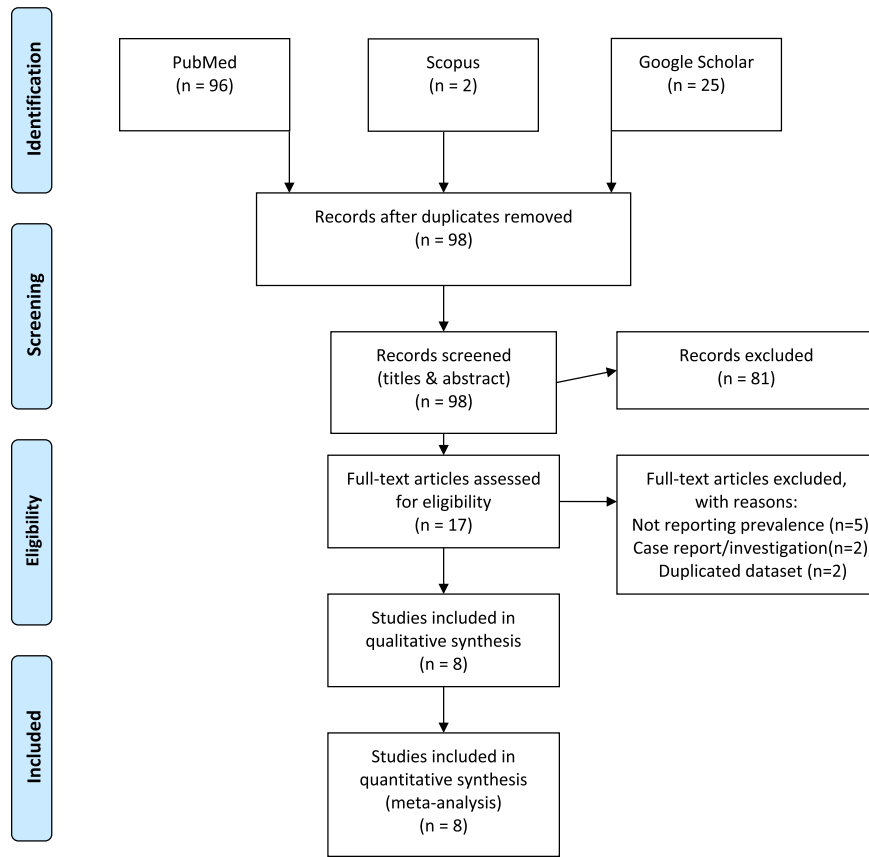 Identification
PubMed
(n = 96)
Scopus
(n = 2)
Google Scholar
(n = 25)
Records after duplicates removed
(n = 98)
Screening
Records screened
(titles & abstract)
(n = 98)
Records excluded
(n = 81)
Eligibility
Full-text articles assessed
for eligibility
(n = 17)
Full-text articles excluded,
with reasons:
Not reporting prevalence (n=5)
Case report/investigation(n=2)
Duplicated dataset (n=2)
Studies included in
qualitative synthesis
(n = 8)
Included
Studies included in
quantitative synthesis
(meta-analysis)
(n = 8)